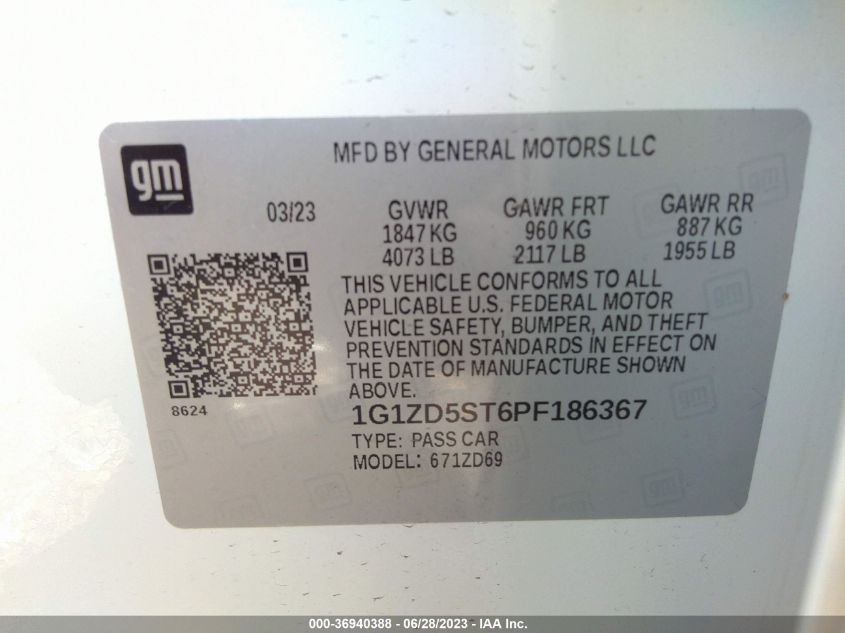 gm
MFD BY GENERAL MOTORS LLC
03/23 GVWR GAWR FRT GAWR RR
1847 KG 960 KG 887 KG
4073 LB 2117 LB 1955 LB
THIS VEHICLE CONFORMS TO ALL
APPLICABLE U.S. FEDERAL MOTOR
VEHICLE SAFETY, BUMPER, AND THEFT
PREVENTION STANDARDS IN EFFECT ON
THE DATE OF MANUFACTURE SHOWN
ABOVE.
8624
1G1ZD5ST6PF186367
TYPE: PASS CAR
MODEL: 671ZD69
000-36940388 - 06/28/2023 - IAA Inc.